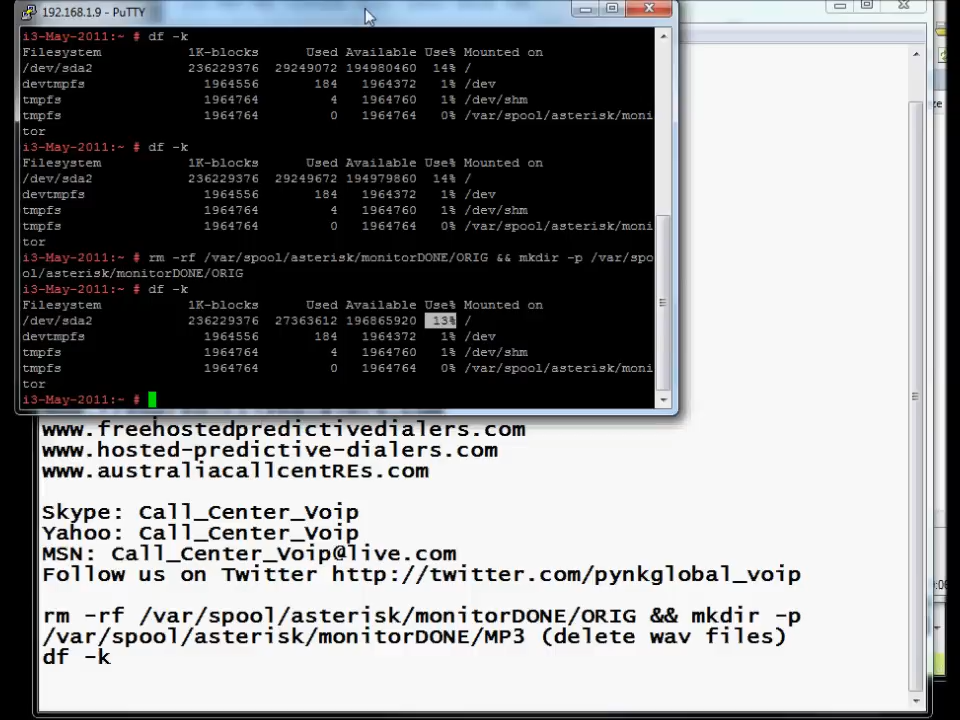 192.168.1.9 - PuTTY
i3-May-2011:~ # df -k
Filesystem 1K-blocks Used Available Use% Mounted on
/dev/sda2 236229376 29249072 194980460 14% /
devtmpfs 1964556 184 1964372 1% /dev
tmpfs 1964764 4 1964760 1% /dev/shm
tmpfs 1964764 0 1964764 0% /var/spool/asterisk/moni
tor
i3-May-2011:~ # df -k
Filesystem 1K-blocks Used Available Use% Mounted on
/dev/sda2 236229376 29249672 194979860 14% /
devtmpfs 1964556 184 1964372 1% /dev
tmpfs 1964764 4 1964760 1% /dev/shm
tmpfs 1964764 0 1964764 0% /var/spool/asterisk/moni
tor
i3-May-2011:~ # rm -rf /var/spool/asterisk/monitorDONE/ORIG && mkdir -p /var/spo
ol/asterisk/monitorDONE/ORIG
i3-May-2011:~ # df -k
Filesystem 1K-blocks Used Available Use% Mounted on
/dev/sda2 236229376 27363612 196865920 13% /
devtmpfs 1964556 184 1964372 1% /dev
tmpfs 1964764 4 1964760 1% /dev/shm
tmpfs 1964764 0 1964764 0% /var/spool/asterisk/moni
tor
i3-May-2011:~ #
www.freehostedpredictivedialers.com
www.hosted-predictive-dialers.com
www.australiacallcentREs.com
Skype: Call_Center_Voip
Yahoo: Call_Center_Voip
MSN: Call_Center_Voip@live.com
Follow us on Twitter http://twitter.com/pynkglobal_voip
rm -rf /var/spool/asterisk/monitorDONE/ORIG && mkdir -p
/var/spool/asterisk/monitorDONE/MP3 (delete wav files)
df -k